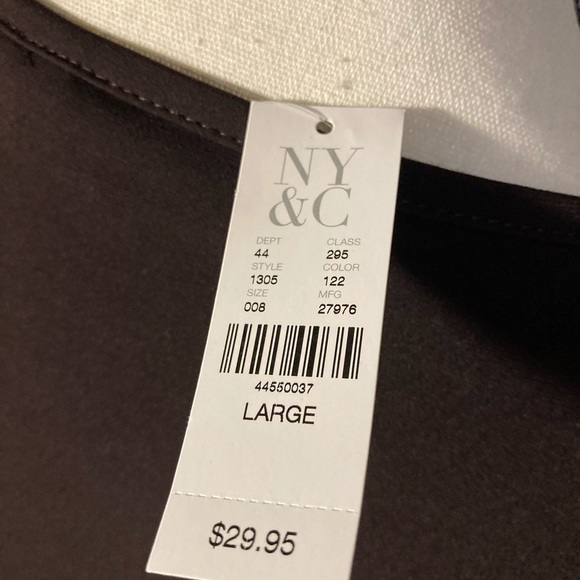 NY
&C
DEPT CLASS
44 295
STYLE COLOR
1305 122
SIZE MFG
008 27976
44550037
LARGE
$29.95